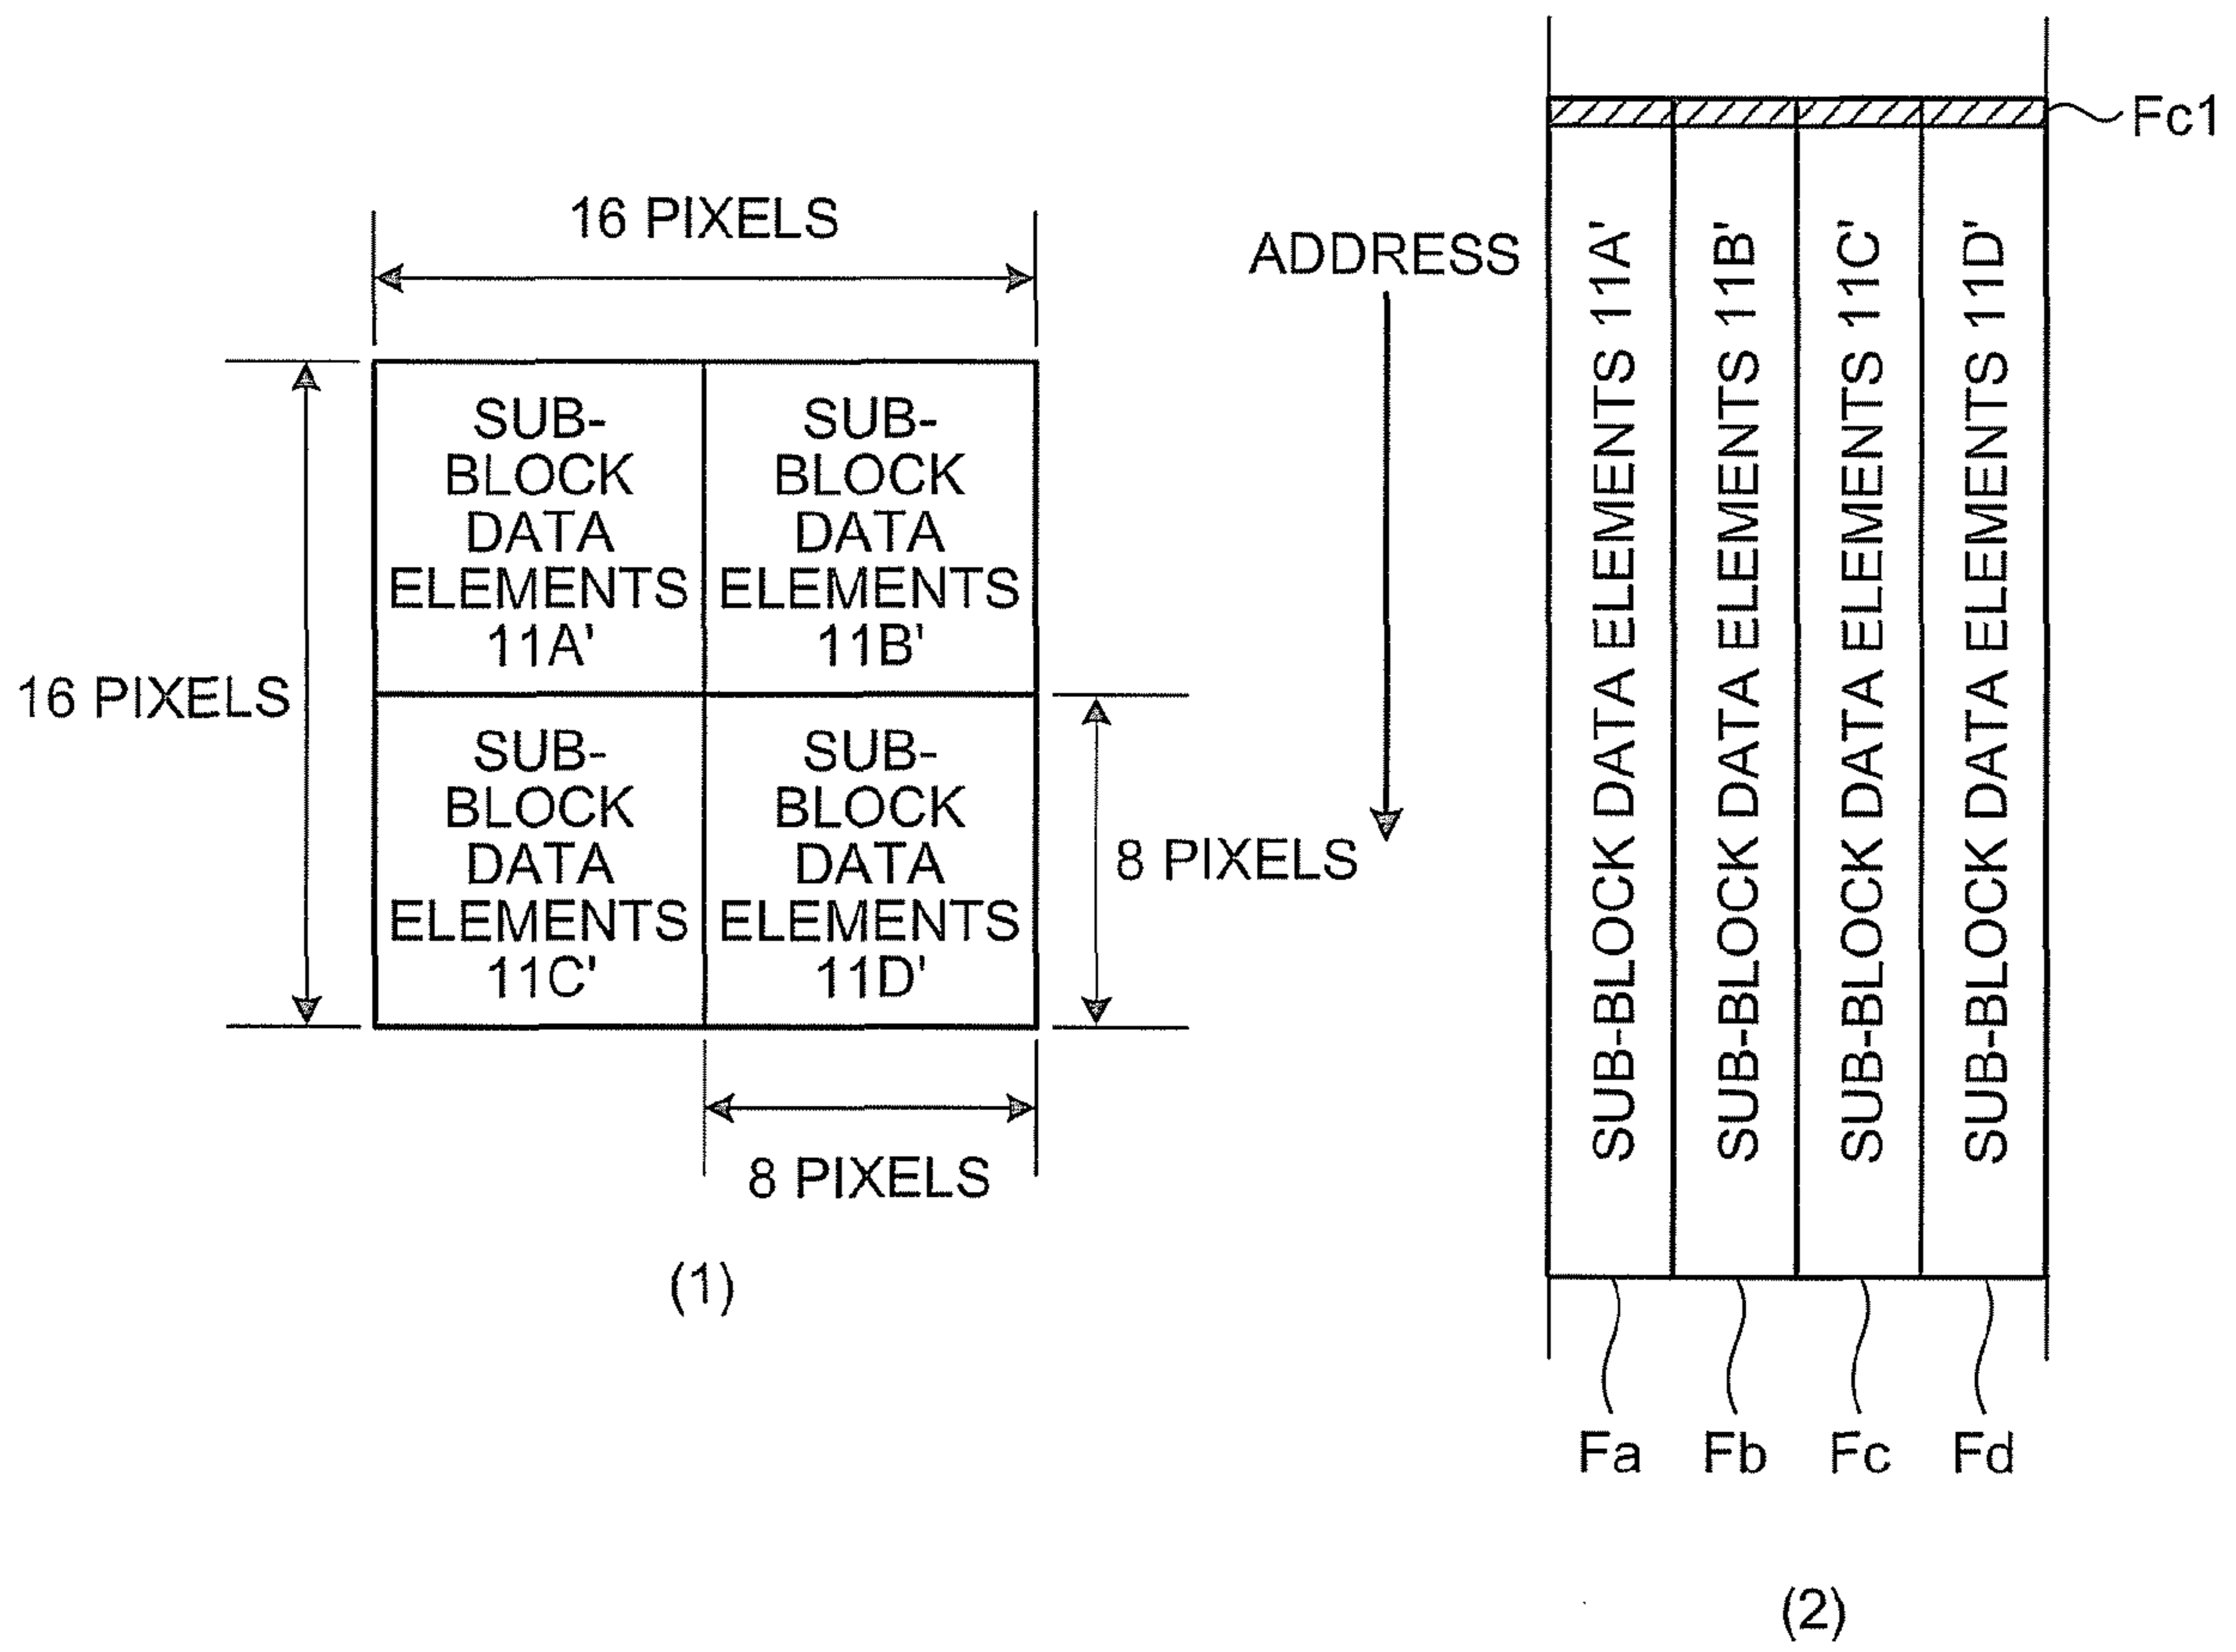 16 PIXELS
16 PIXELS
SUB-
BLOCK
DATA
ELEMENTS
11A'
SUB-
BLOCK
DATA
ELEMENTS
11B'
SUB-
BLOCK
DATA
ELEMENTS
11C'
SUB-
BLOCK
DATA
ELEMENTS
11D'
8 PIXELS
8 PIXELS
(1)
ADDRESS
Fc1
SUB-BLOCK DATA ELEMENTS 11A'
SUB-BLOCK DATA ELEMENTS 11B'
SUB-BLOCK DATA ELEMENTS 11C'
SUB-BLOCK DATA ELEMENTS 11D'
Fa
Fb
Fc
Fd
(2)